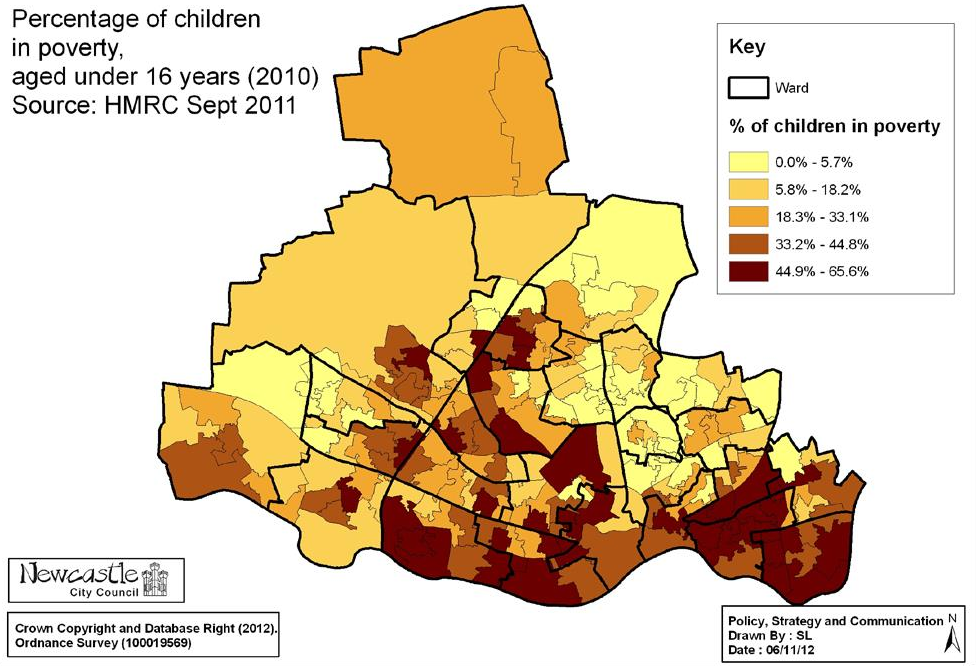 Percentage of children
in poverty,
aged under 16 years (2010)
Source: HMRC Sept 2011
Key
Ward
% of children in poverty
0.0% - 5.7%
5.8% - 18.2%
18.3% - 33.1%
33.2% - 44.8%
44.9% - 65.6%
Newcastle
City Council
Crown Copyright and Database Right (2012).
Ordnance Survey (100019569)
Policy, Strategy and Communication
Drawn By : SL
Date : 06/11/12
N